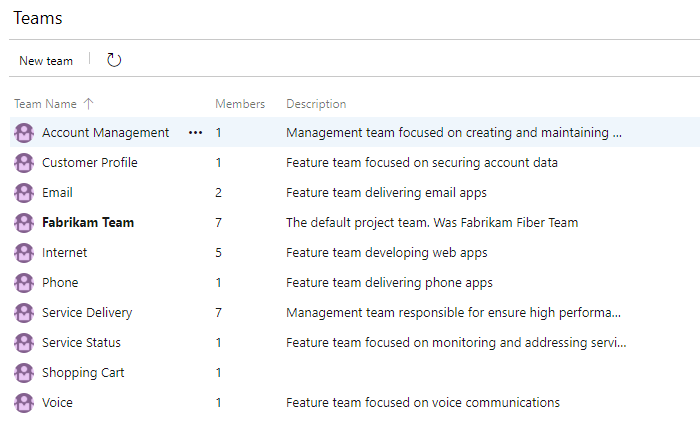 Teams
New team
Team Name Members Description
Account Management ... 1 Management team focused on creating and maintaining ...
Customer Profile 1 Feature team focused on securing account data
Email 2 Feature team delivering email apps
Fabrikam Team 7 The default project team. Was Fabrikam Fiber Team
Internet 5 Feature team developing web apps
Phone 1 Feature team delivering phone apps
Service Delivery 7 Management team responsible for ensure high performa...
Service Status 1 Feature team focused on monitoring and addressing servi...
Shopping Cart 1
Voice 1 Feature team focused on voice communications